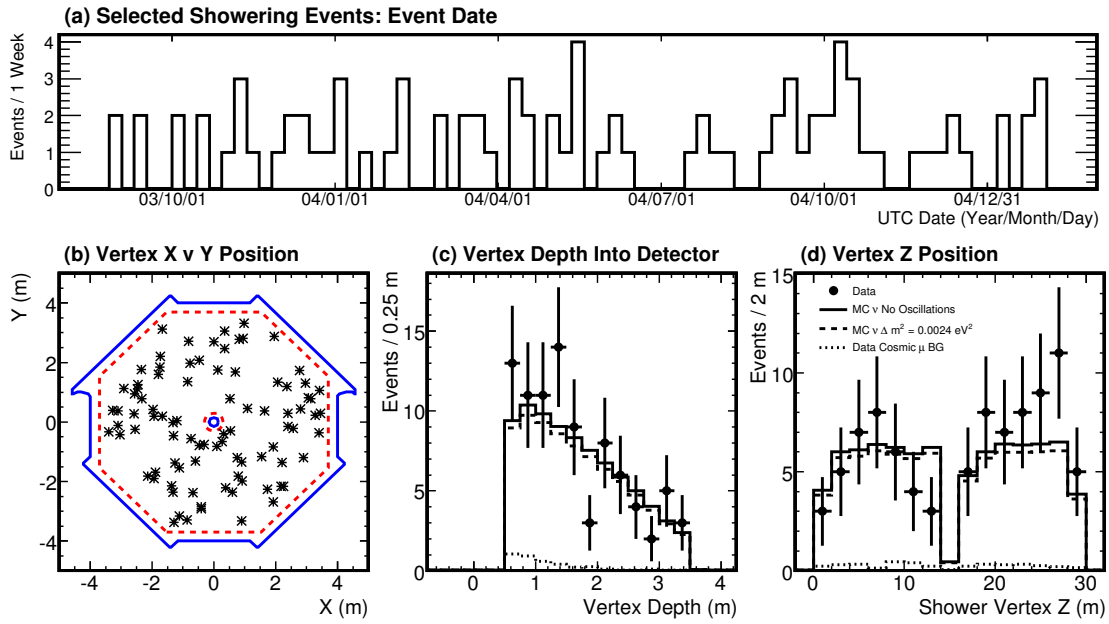 (a) Selected Showering Events: Event Date
Events / 1 Week
4
3
2
1
0
03/10/01 04/01/01 04/04/01 04/07/01 04/10/01 04/12/31
UTC Date (Year/Month/Day)
(b) Vertex X v Y Position
Y (m)
4
2
0
-2
-4
-4 -2 0 2 4
X (m)
(c) Vertex Depth Into Detector
Events / 0.25 m
15
10
5
0
0 2 4
Vertex Depth (m)
(d) Vertex Z Position
Events / 2 m
15
10
5
0
Data
MC ν No Oscillations
MC ν Δ m² = 0.0024 eV²
Data Cosmic μ BG
0 10 20 30
Shower Vertex Z (m)